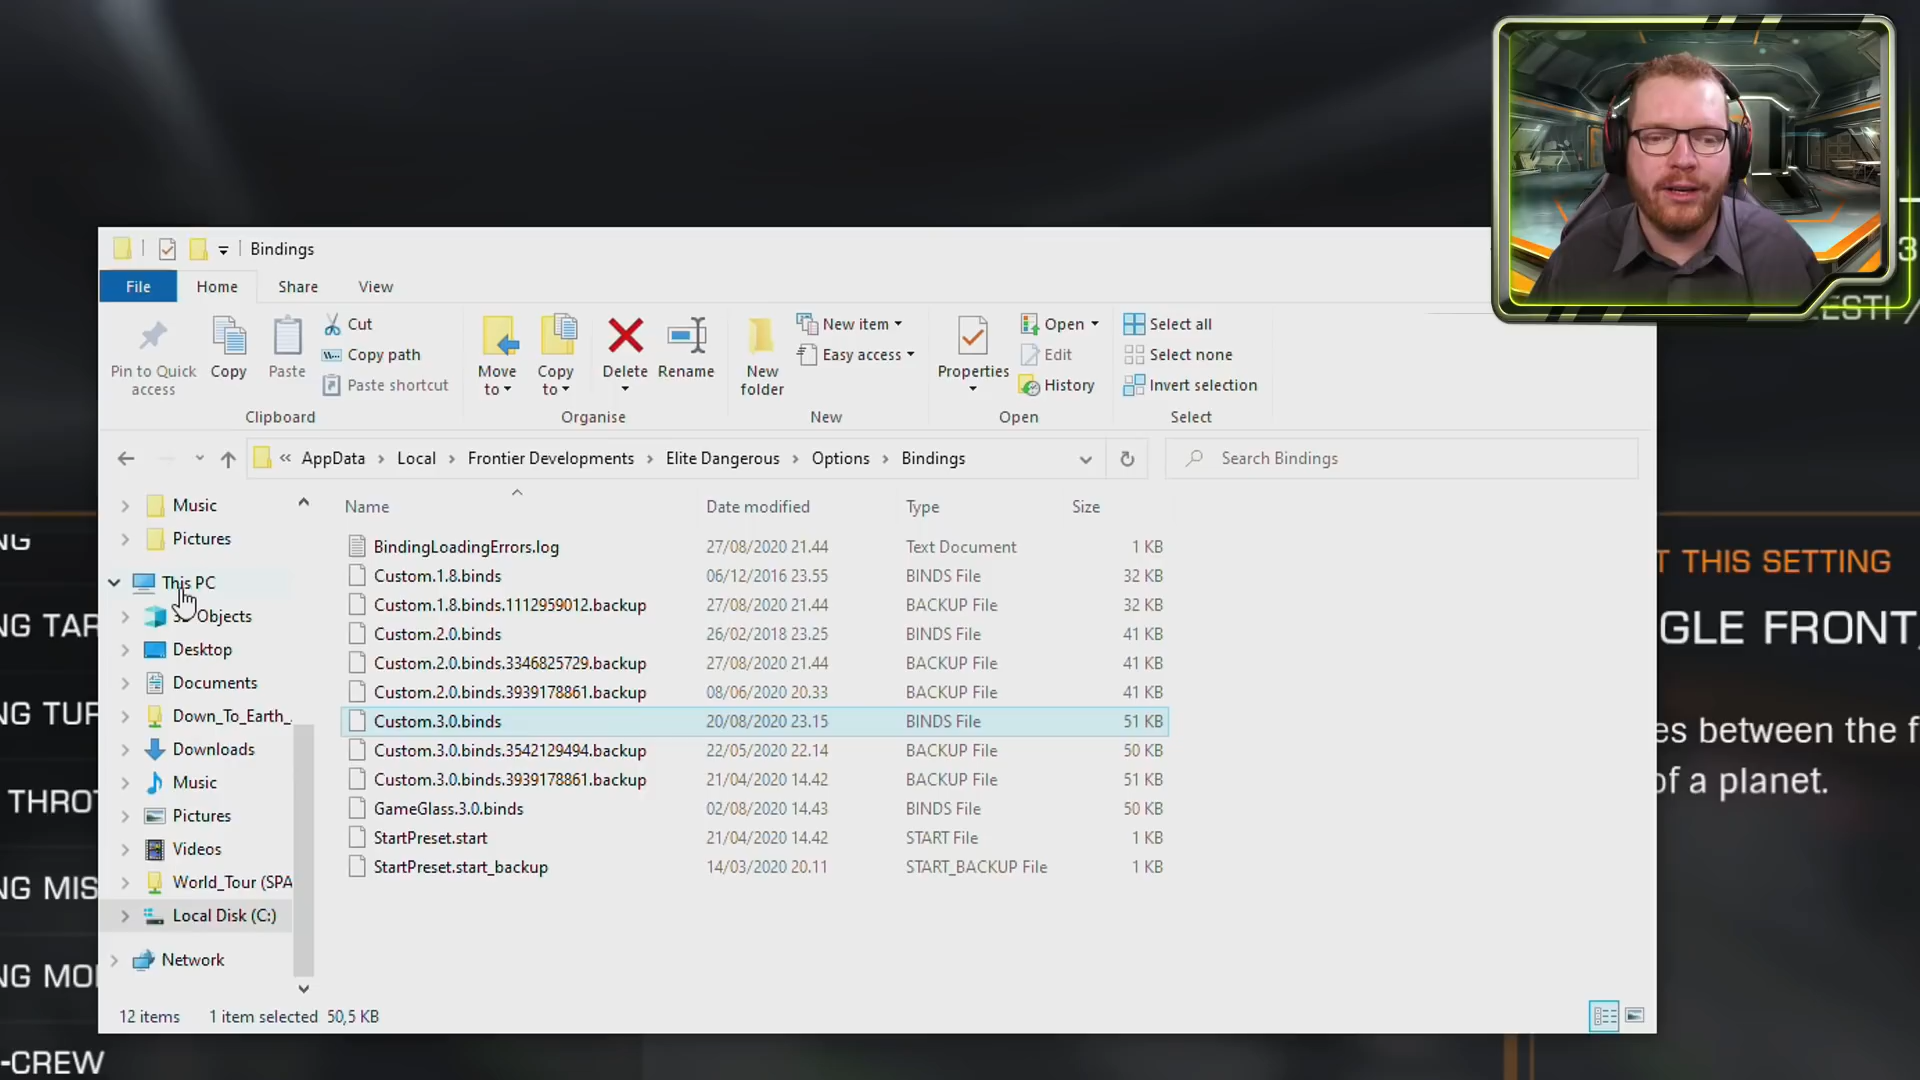 Bindings
File
Home
Share
View
Pin to Quick access
Copy
Paste
Cut
Copy path
Paste shortcut
Clipboard
Move to
Copy to
Delete
Rename
Organise
New folder
New item
Easy access
New
Properties
Open
Edit
History
Open
Select all
Select none
Invert selection
Select
« AppData > Local > Frontier Developments > Elite Dangerous > Options > Bindings
Search Bindings
Music
Pictures
This PC
Objects
Desktop
Documents
Down_To_Earth_
Downloads
Music
Pictures
Videos
World_Tour (SPA
Local Disk (C:)
Network
Name Date modified Type Size
BindingLoadingErrors.log 27/08/2020 21.44 Text Document 1 KB
Custom.1.8.binds 06/12/2016 23.55 BINDS File 32 KB
Custom.1.8.binds.1112959012.backup 27/08/2020 21.44 BACKUP File 32 KB
Custom.2.0.binds 26/02/2018 23.25 BINDS File 41 KB
Custom.2.0.binds.3346825729.backup 27/08/2020 21.44 BACKUP File 41 KB
Custom.2.0.binds.3939178861.backup 08/06/2020 20.33 BACKUP File 41 KB
Custom.3.0.binds 20/08/2020 23.15 BINDS File 51 KB
Custom.3.0.binds.3542129494.backup 22/05/2020 22.14 BACKUP File 50 KB
Custom.3.0.binds.3939178861.backup 21/04/2020 14.42 BACKUP File 51 KB
GameGlass.3.0.binds 02/08/2020 14.43 BINDS File 50 KB
StartPreset.start 21/04/2020 14.42 START File 1 KB
StartPreset.start_backup 14/03/2020 20.11 START_BACKUP File 1 KB
12 items 1 item selected 50,5 KB
NG
NG TAR
NG TUR
THROT
NG MIS
NG MO
-CREW
3
ESTI /
T THIS SETTING
GLE FRONT
es between the f
of a planet.